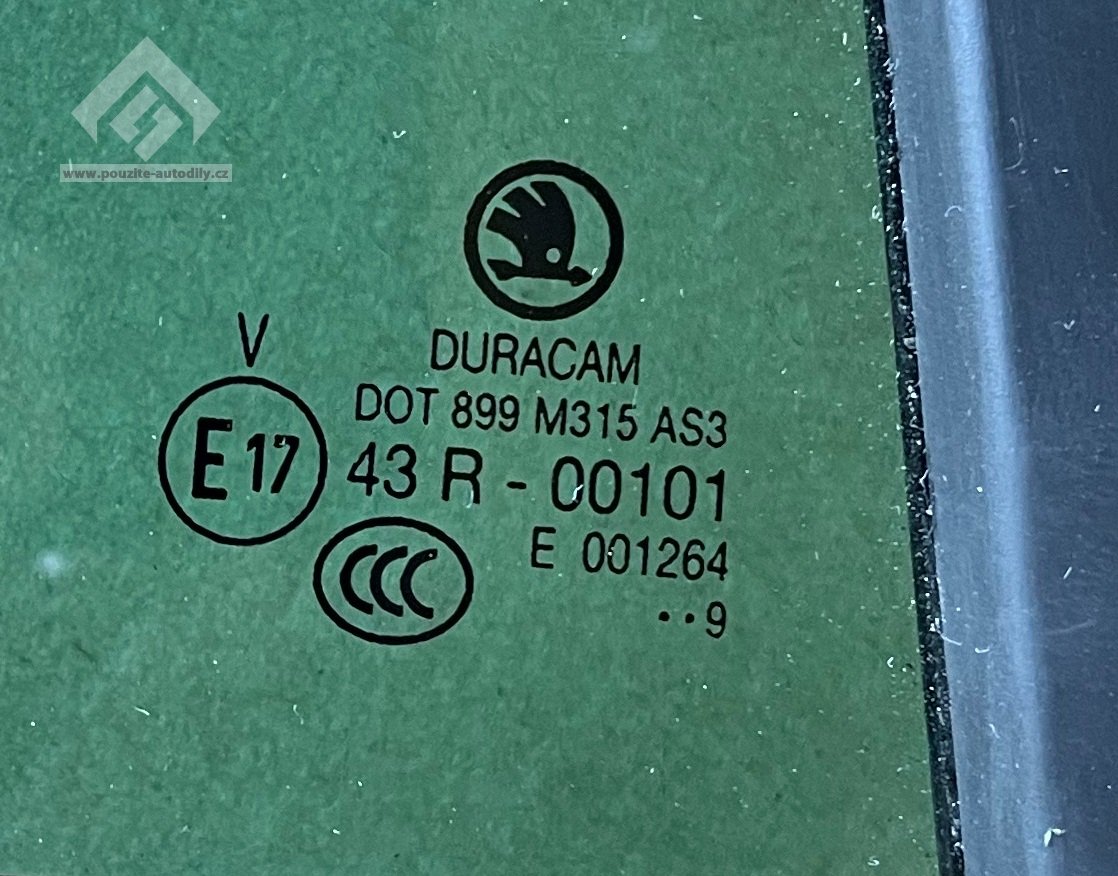 www.pouzite-autodily.cz
DURACAM
V
DOT 899 M315 AS3
E 17
43 R - 00101
E 001264
CCC
••9